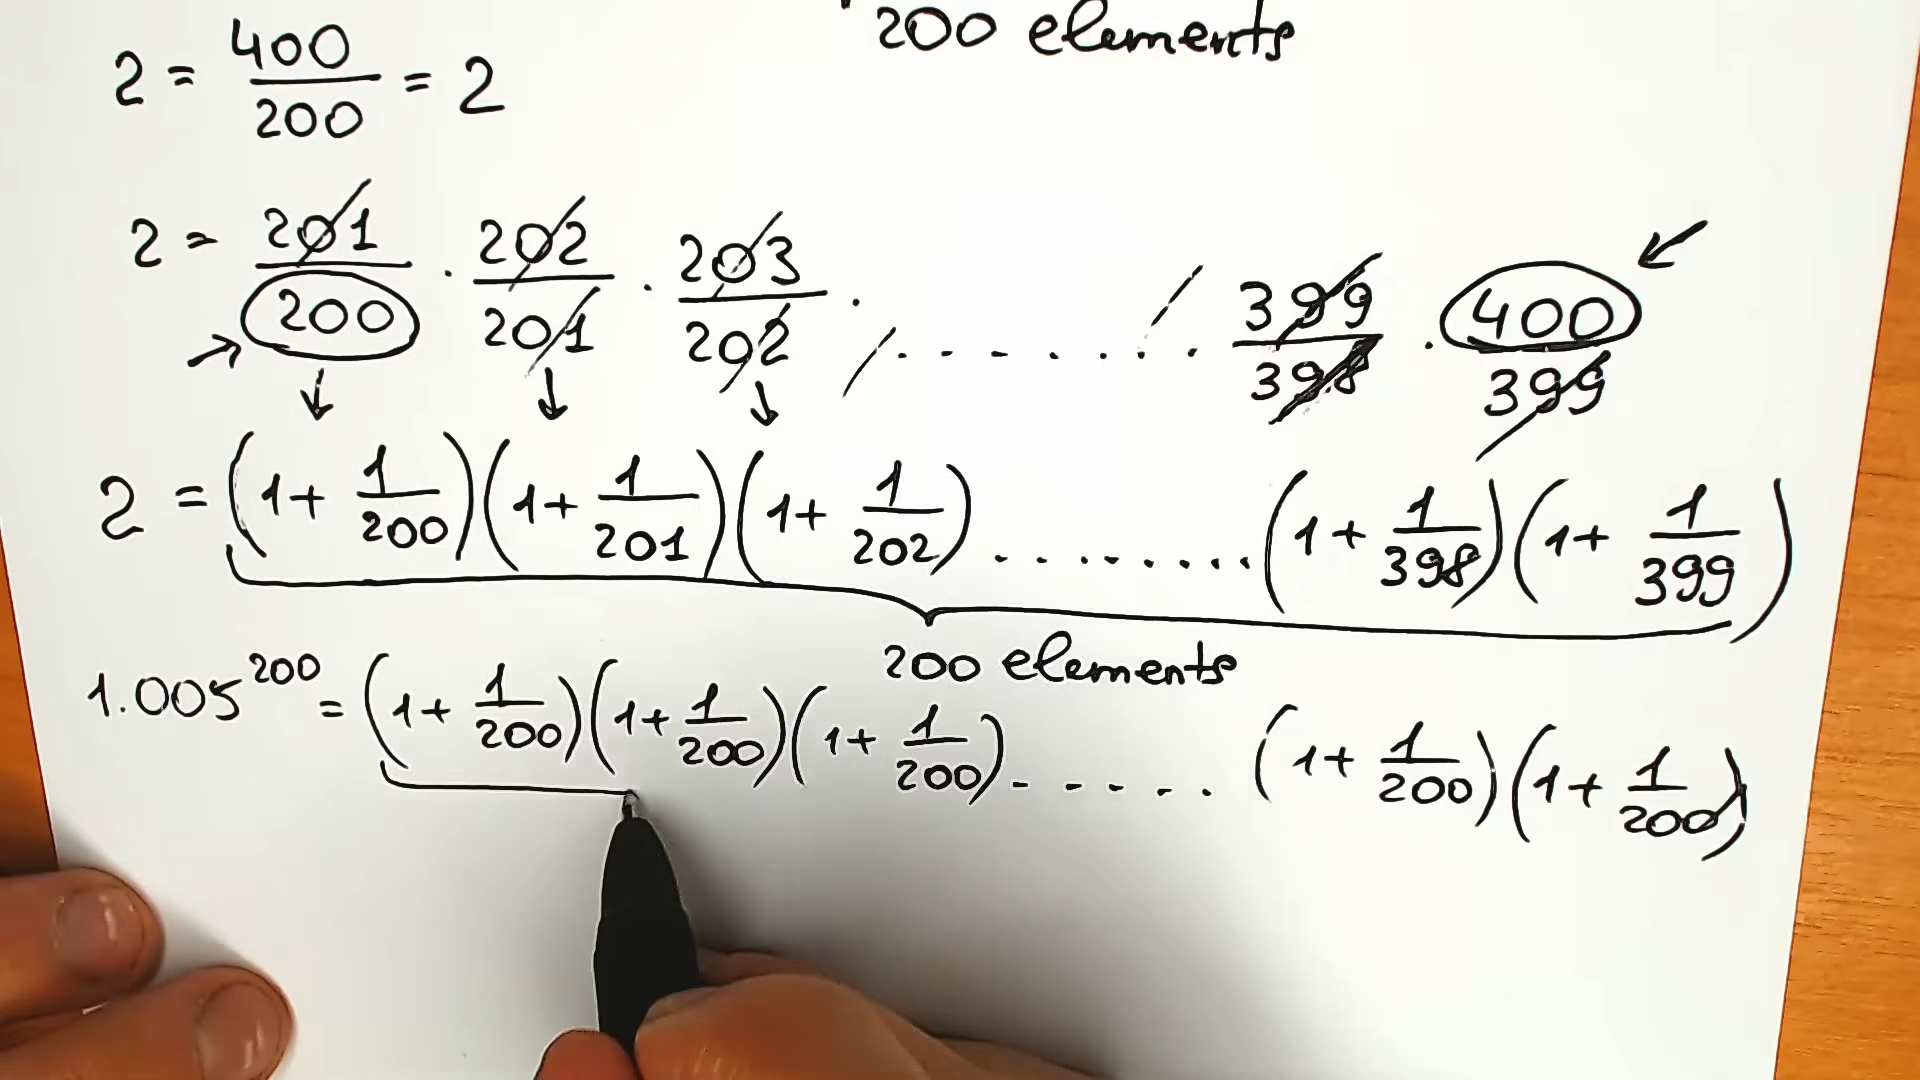 200 elements
2 = 400/200 = 2
2 = 201/200 · 202/201 · 203/202 · ........ 399/398 · 400/399
2 = (1+ 1/200)(1+ 1/201)(1+ 1/202)........(1+ 1/398)(1+ 1/399)
200 elements
1.005^200 = (1+ 1/200)(1+ 1/200)(1+ 1/200)..... (1+ 1/200)(1+ 1/200)